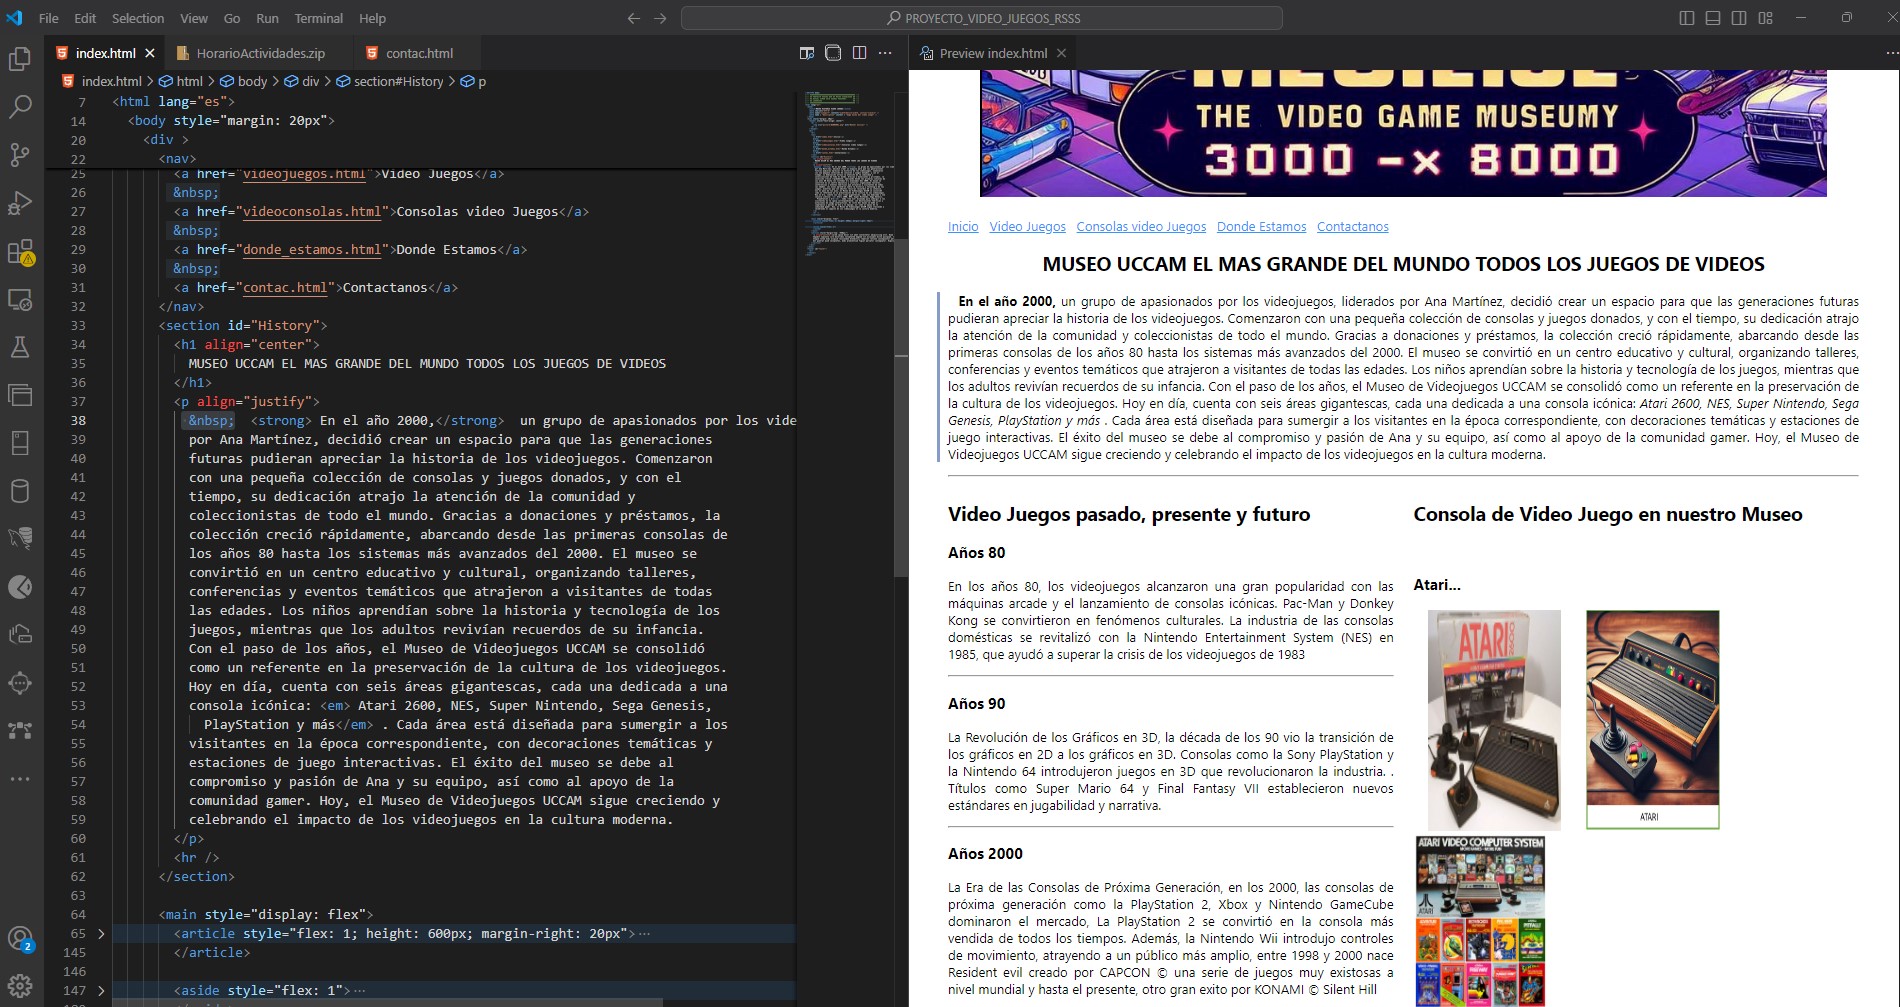 File Edit Selection View Go Run Terminal Help
PROYECTO_VIDEO_JUEGOS_RSSS
index.html
HorarioActividades.zip
contac.html
Preview index.html
index.html > html > body > div > section#History > p
7 <html lang="es">
14 <body style="margin: 20px">
20 <div >
22 <nav>
25 <a href="videojuegos.html">Video Juegos</a>
26 &nbsp;
27 <a href="videoconsolas.html">Consolas video Juegos</a>
28 &nbsp;
29 <a href="donde_estamos.html">Donde Estamos</a>
30 &nbsp;
31 <a href="contac.html">Contactanos</a>
32 </nav>
33 <section id="History">
34 <h1 align="center">
35 MUSEO UCCAM EL MAS GRANDE DEL MUNDO TODOS LOS JUEGOS DE VIDEOS
36 </h1>
37 <p align="justify">
38 &nbsp; <strong> En el año 2000,</strong> un grupo de apasionados por los vide
39 por Ana Martínez, decidió crear un espacio para que las generaciones
40 futuras pudieran apreciar la historia de los videojuegos. Comenzaron
41 con una pequeña colección de consolas y juegos donados, y con el
42 tiempo, su dedicación atrajo la atención de la comunidad y
43 coleccionistas de todo el mundo. Gracias a donaciones y préstamos, la
44 colección creció rápidamente, abarcando desde las primeras consolas de
45 los años 80 hasta los sistemas más avanzados del 2000. El museo se
46 convirtió en un centro educativo y cultural, organizando talleres,
47 conferencias y eventos temáticos que atrajeron a visitantes de todas
48 las edades. Los niños aprendían sobre la historia y tecnología de los
49 juegos, mientras que los adultos revivían recuerdos de su infancia.
50 Con el paso de los años, el Museo de Videojuegos UCCAM se consolidó
51 como un referente en la preservación de la cultura de los videojuegos.
52 Hoy en día, cuenta con seis áreas gigantescas, cada una dedicada a una
53 consola icónica: <em> Atari 2600, NES, Super Nintendo, Sega Genesis,
54 PlayStation y más</em> . Cada área está diseñada para sumergir a los
55 visitantes en la época correspondiente, con decoraciones temáticas y
56 estaciones de juego interactivas. El éxito del museo se debe al
57 compromiso y pasión de Ana y su equipo, así como al apoyo de la
58 comunidad gamer. Hoy, el Museo de Videojuegos UCCAM sigue creciendo y
59 celebrando el impacto de los videojuegos en la cultura moderna.
60 </p>
61 <hr />
62 </section>
63
64 <main style="display: flex">
65 <article style="flex: 1; height: 600px; margin-right: 20px">···
145 </article>
146
147 <aside style="flex: 1">···
2
THE VIDEO GAME MUSEUMY
3000 -x 8000
Inicio Video Juegos Consolas video Juegos Donde Estamos Contactanos
MUSEO UCCAM EL MAS GRANDE DEL MUNDO TODOS LOS JUEGOS DE VIDEOS
En el año 2000, un grupo de apasionados por los videojuegos, liderados por Ana Martínez, decidió crear un espacio para que las generaciones futuras
pudieran apreciar la historia de los videojuegos. Comenzaron con una pequeña colección de consolas y juegos donados, y con el tiempo, su dedicación atrajo
la atención de la comunidad y coleccionistas de todo el mundo. Gracias a donaciones y préstamos, la colección creció rápidamente, abarcando desde las
primeras consolas de los años 80 hasta los sistemas más avanzados del 2000. El museo se convirtió en un centro educativo y cultural, organizando talleres,
conferencias y eventos temáticos que atrajeron a visitantes de todas las edades. Los niños aprendían sobre la historia y tecnología de los juegos, mientras que
los adultos revivían recuerdos de su infancia. Con el paso de los años, el Museo de Videojuegos UCCAM se consolidó como un referente en la preservación de
la cultura de los videojuegos. Hoy en día, cuenta con seis áreas gigantescas, cada una dedicada a una consola icónica: Atari 2600, NES, Super Nintendo, Sega
Genesis, PlayStation y más . Cada área está diseñada para sumergir a los visitantes en la época correspondiente, con decoraciones temáticas y estaciones de
juego interactivas. El éxito del museo se debe al compromiso y pasión de Ana y su equipo, así como al apoyo de la comunidad gamer. Hoy, el Museo de
Videojuegos UCCAM sigue creciendo y celebrando el impacto de los videojuegos en la cultura moderna.
Video Juegos pasado, presente y futuro
Años 80
En los años 80, los videojuegos alcanzaron una gran popularidad con las
máquinas arcade y el lanzamiento de consolas icónicas. Pac-Man y Donkey
Kong se convirtieron en fenómenos culturales. La industria de las consolas
domésticas se revitalizó con la Nintendo Entertainment System (NES) en
1985, que ayudó a superar la crisis de los videojuegos de 1983
Años 90
La Revolución de los Gráficos en 3D, la década de los 90 vio la transición de
los gráficos en 2D a los gráficos en 3D. Consolas como la Sony PlayStation y
la Nintendo 64 introdujeron juegos en 3D que revolucionaron la industria. .
Títulos como Super Mario 64 y Final Fantasy VII establecieron nuevos
estándares en jugabilidad y narrativa.
Años 2000
La Era de las Consolas de Próxima Generación, en los 2000, las consolas de
próxima generación como la PlayStation 2, Xbox y Nintendo GameCube
dominaron el mercado, La PlayStation 2 se convirtió en la consola más
vendida de todos los tiempos. Además, la Nintendo Wii introdujo controles
de movimiento, atrayendo a un público más amplio, entre 1998 y 2000 nace
Resident evil creado por CAPCON © una serie de juegos muy existosas a
nivel mundial y hasta el presente, otro gran exito por KONAMI © Silent Hill
Consola de Video Juego en nuestro Museo
Atari...
ATARI
ATARI
ATARI VIDEO COMPUTER SYSTEM
ATARI